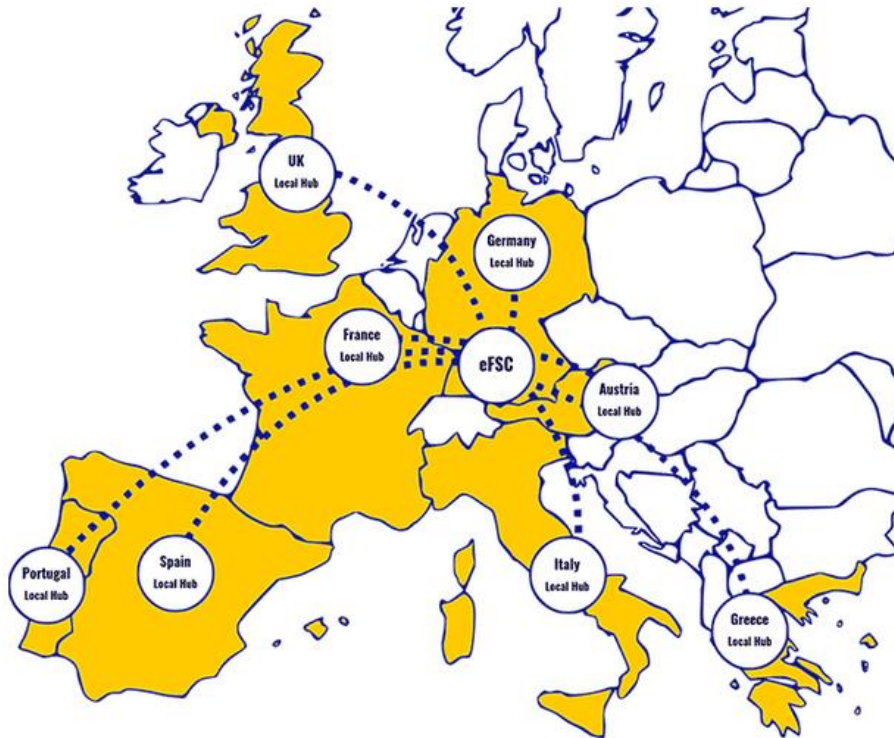 UK
Local Hub
Germany
Local Hub
France
Local Hub
eFSC
Austria
Local Hub
Portugal
Local Hub
Spain
Local Hub
Italy
Local Hub
Greece
Local Hub